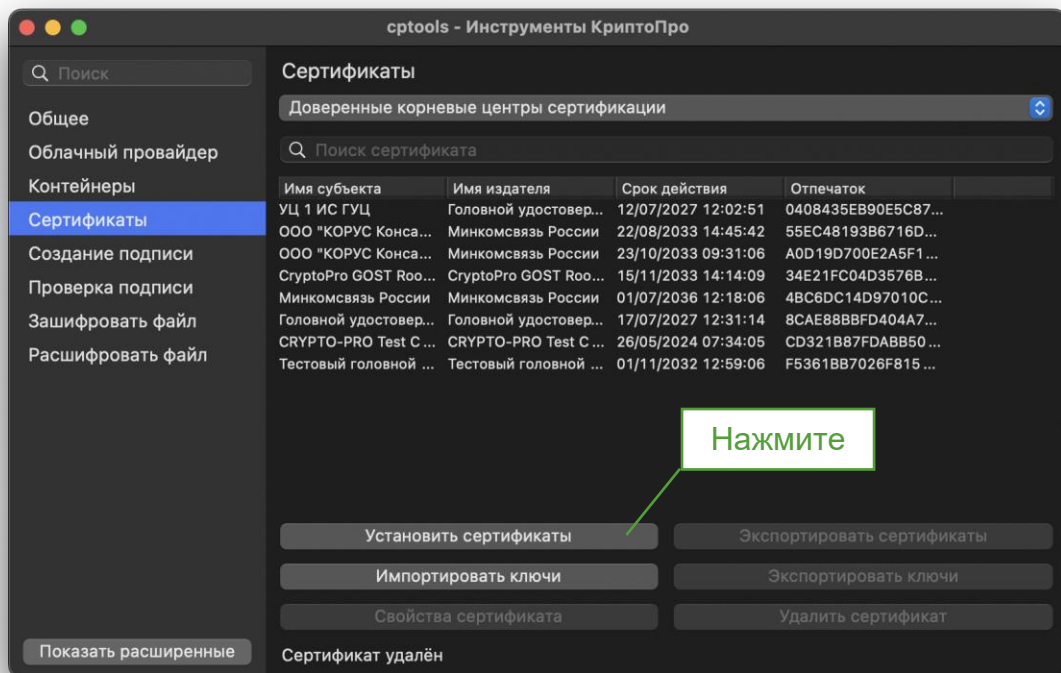 cptools - Инструменты КриптоПро
Поиск
Общее
Облачный провайдер
Контейнеры
Сертификаты
Создание подписи
Проверка подписи
Зашифровать файл
Расшифровать файл
Показать расширенные
Сертификаты
Доверенные корневые центры сертификации
Поиск сертификата
Имя субъекта Имя издателя Срок действия Отпечаток
УЦ 1 ИС ГУЦ Головной удостовер... 12/07/2027 12:02:51 0408435EB90E5C87...
ООО "КОРУС Конса... Минкомсвязь России 22/08/2033 14:45:42 55EC48193B6716D...
ООО "КОРУС Конса... Минкомсвязь России 23/10/2033 09:31:06 A0D19D700E2A5F1...
CryptoPro GOST Roo... CryptoPro GOST Roo... 15/11/2033 14:14:09 34E21FC04D3576B...
Минкомсвязь России Минкомсвязь России 01/07/2036 12:18:06 4BC6DC14D97010C...
Головной удостовер... Головной удостовер... 17/07/2027 12:31:14 8CAE88BBFD404A7...
CRYPTO-PRO Test C ... CRYPTO-PRO Test C ... 26/05/2024 07:34:05 CD321B87FDABB50 ...
Тестовый головной ... Тестовый головной ... 01/11/2032 12:59:06 F5361BB7026F815 ...
Нажмите
Установить сертификаты Экспортировать сертификаты
Импортировать ключи Экспортировать ключи
Свойства сертификата Удалить сертификат
Сертификат удалён